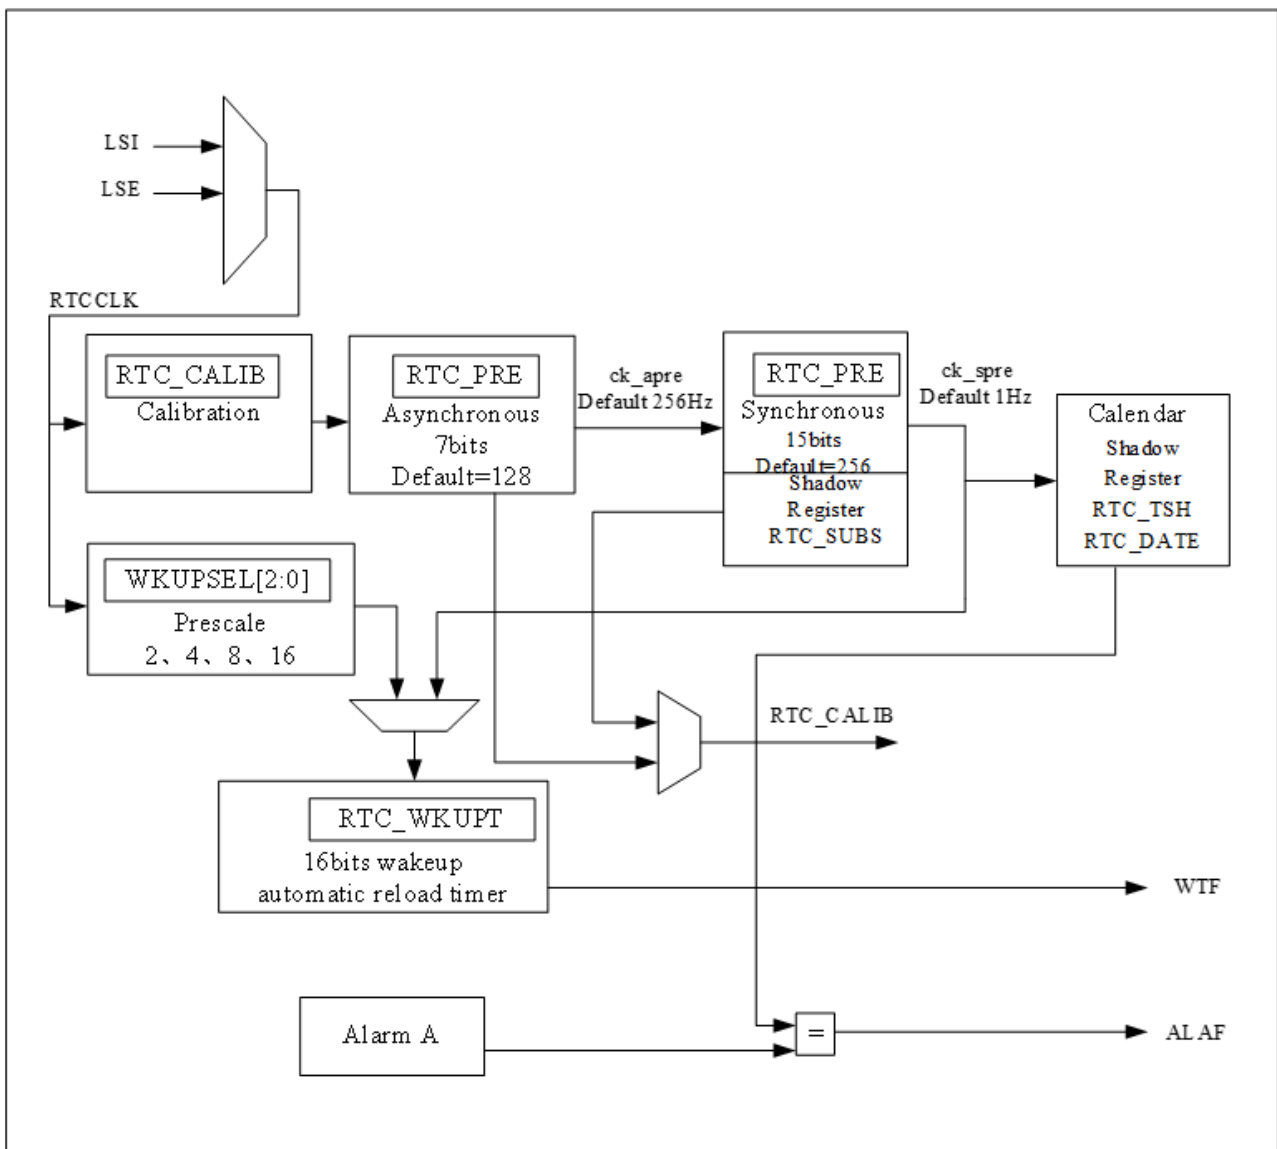 LSI
LSE
RTCCLK
RTC_CALIB
Calibration
RTC_PRE
Asynchronous
7bits
Default=128
ck_apre
Default 256Hz
RTC_PRE
Synchronous
15bits
Default=256
Shadow
Register
RTC_SUBS
ck_spre
Default 1Hz
Calendar
Shadow
Register
RTC_TSH
RTC_DATE
WKUPSEL[2:0]
Prescale
2、4、8、16
RTC_CALIB
RTC_WKUPT
16bits wakeup
automatic reload timer
WTF
Alarm A
=
ALAF